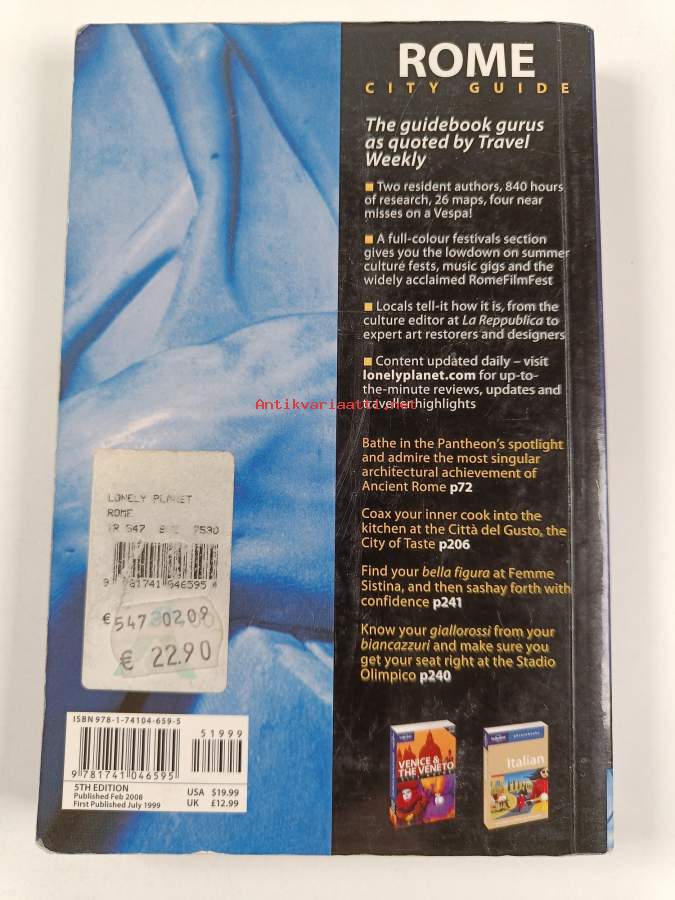 ROME
CITY GUIDE
The guidebook gurus
as quoted by Travel
Weekly
Two resident authors, 840 hours
of research, 26 maps, four near
misses on a Vespa!
A full-colour festivals section
gives you the lowdown on summer
culture fests, music gigs and the
widely acclaimed RomeFilmFest
Locals tell-it how it is, from the
culture editor at La Reppublica to
expert art restorers and designers
Content updated daily – visit
lonelyplanet.com for up-to-
the-minute reviews, updates and
traveller highlights
Antikvariaatti.net
Bathe in the Pantheon's spotlight
and admire the most singular
architectural achievement of
Ancient Rome p72
Coax your inner cook into the
kitchen at the Città del Gusto, the
City of Taste p206
Find your bella figura at Femme
Sistina, and then sashay forth with
confidence p241
Know your giallorossi from your
biancazzuri and make sure you
get your seat right at the Stadio
Olimpico p240
LONELY PLANET
ROME
547 7530
9 781741 046595
€547 02.09
€ 22.90
ISBN 978-1-74104-659-5
51999
9 781741 046595
5TH EDITION
Published Feb 2008
First Published July 1999
USA $19.99
UK £12.99
VENICE &
THE VENETO
phrasebooks
Italian